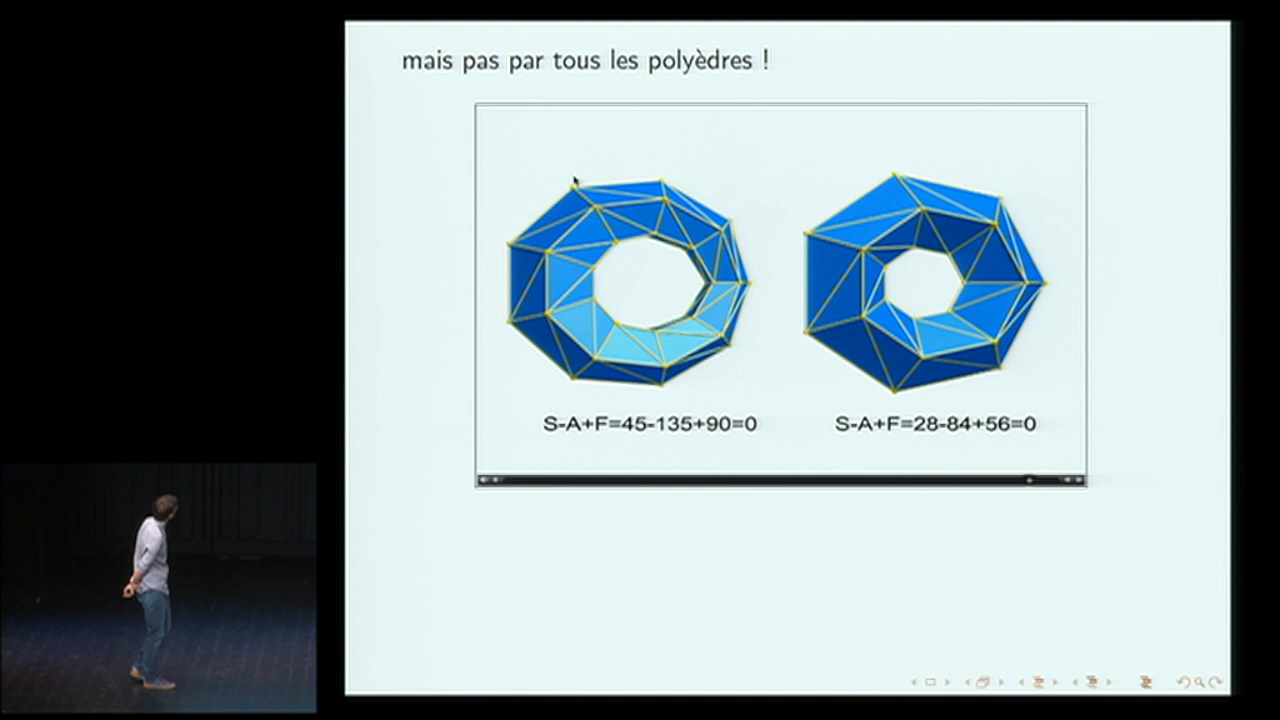 mais pas par tous les polyèdres !
S-A+F=45-135+90=0
S-A+F=28-84+56=0